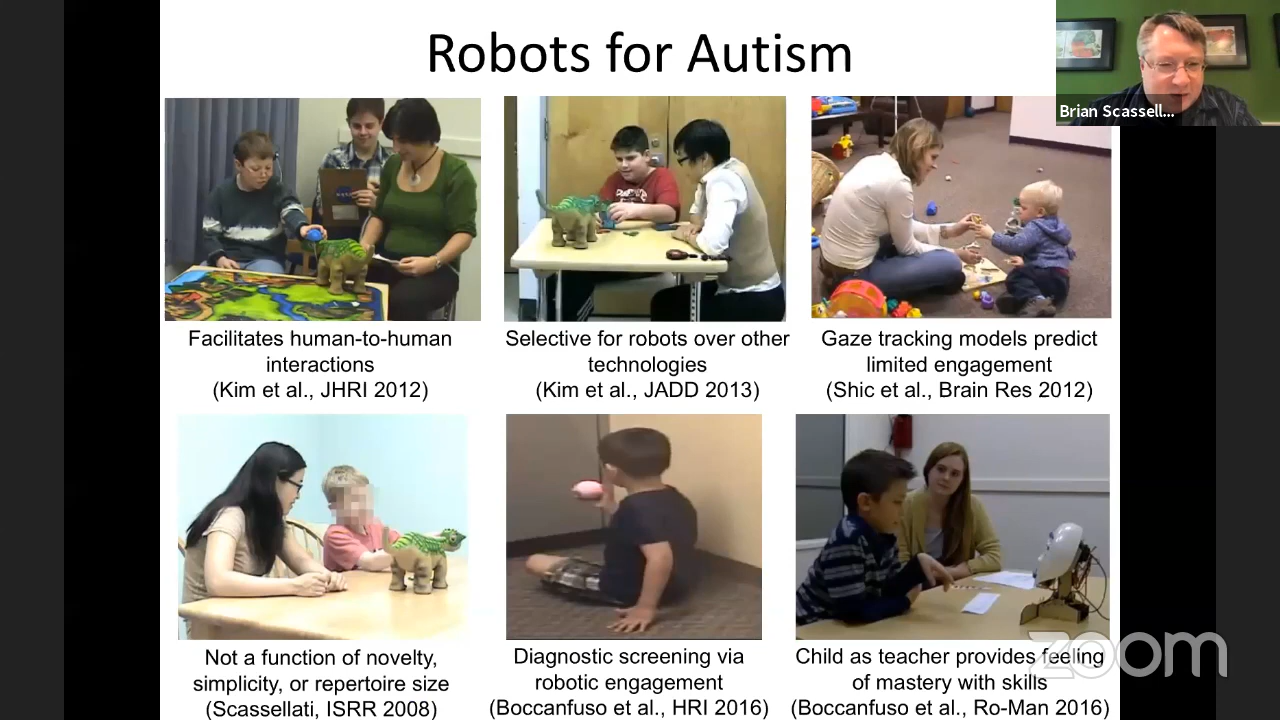 Robots for Autism
Brian Scassell...
Facilitates human-to-human
interactions
(Kim et al., JHRI 2012)
Selective for robots over other
technologies
(Kim et al., JADD 2013)
Gaze tracking models predict
limited engagement
(Shic et al., Brain Res 2012)
Not a function of novelty,
simplicity, or repertoire size
(Scassellati, ISRR 2008)
Diagnostic screening via
robotic engagement
(Boccanfuso et al., HRI 2016)
Child as teacher provides feeling
of mastery with skills
(Boccanfuso et al., Ro-Man 2016)
zoom